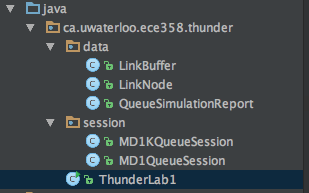 java
ca.uwaterloo.ece358.thunder
data
LinkBuffer
LinkNode
QueueSimulationReport
session
MD1KQueueSession
MD1QueueSession
ThunderLab1